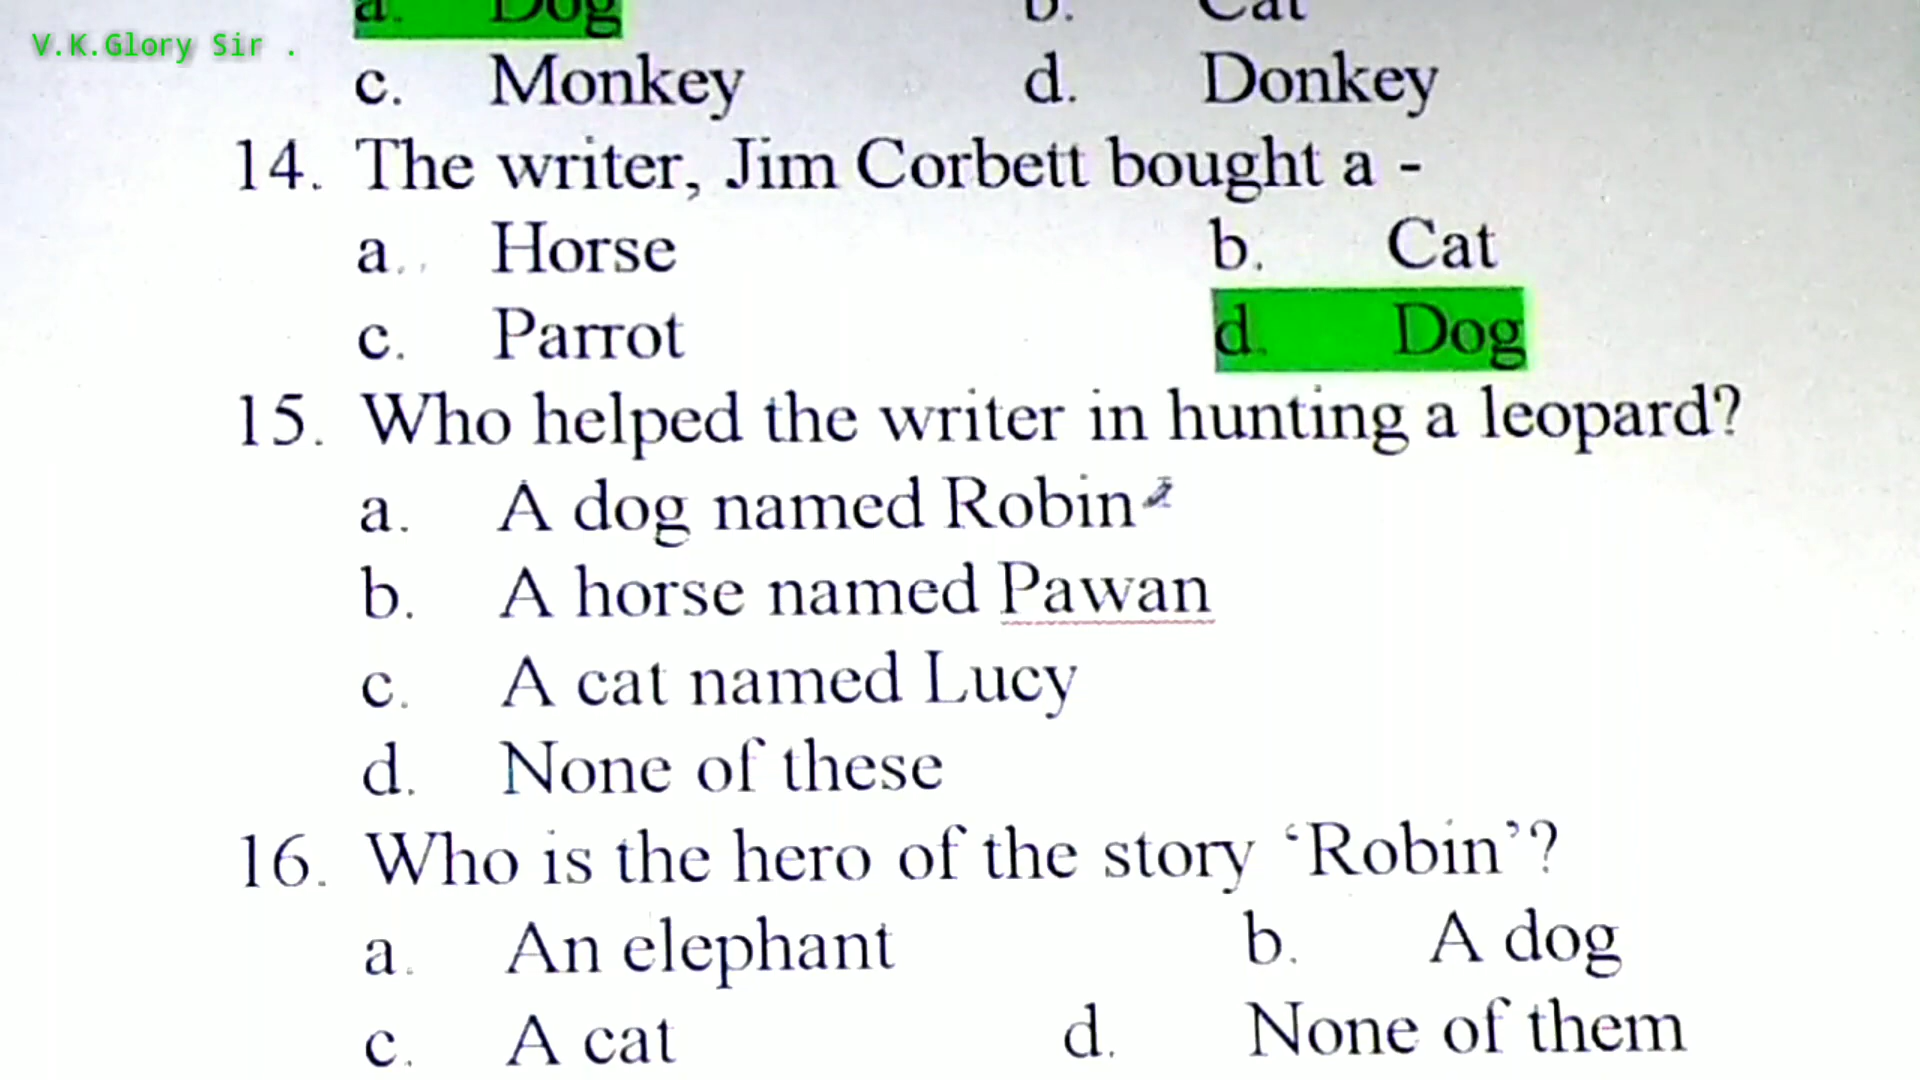 a. Dog b. Cat
V.K.Glory Sir .
c. Monkey d. Donkey
14. The writer, Jim Corbett bought a -
a. Horse b. Cat
c. Parrot d. Dog
15. Who helped the writer in hunting a leopard?
a. A dog named Robin
b. A horse named Pawan
c. A cat named Lucy
d. None of these
16. Who is the hero of the story ‘Robin’?
a. An elephant b. A dog
c. A cat d. None of them